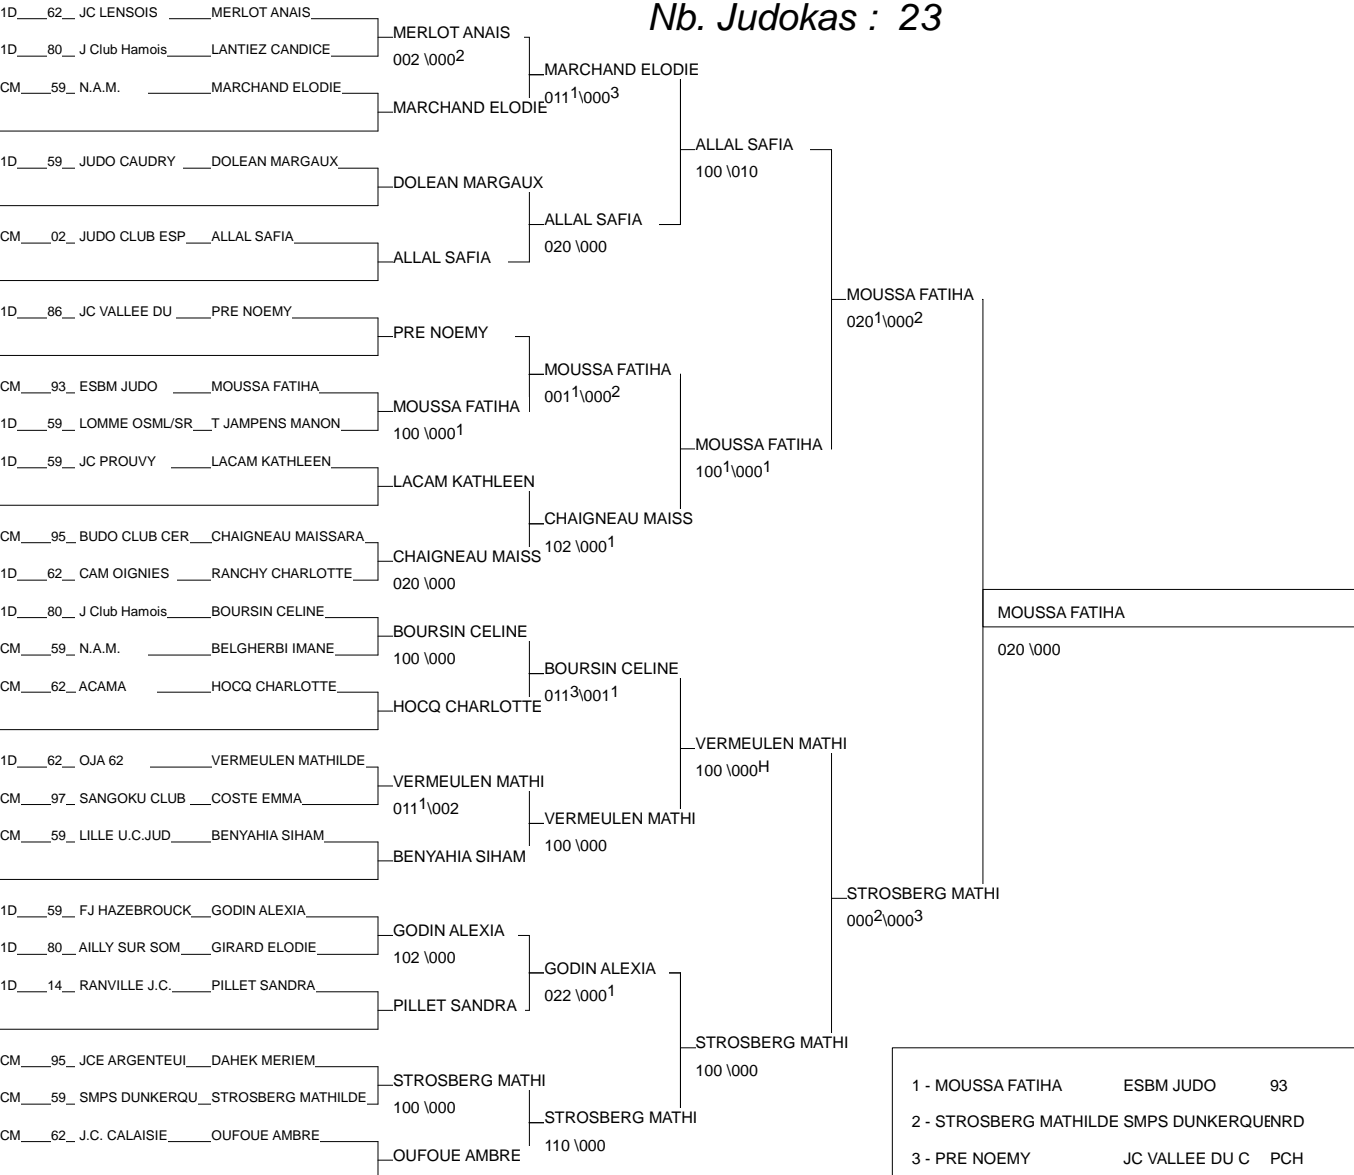 Nb. Judokas : 23
1D 62 JC LENSOIS MERLOT ANAIS
1D 80 J Club Hamois LANTIEZ CANDICE
CM 59 N.A.M. MARCHAND ELODIE
1D 59 JUDO CAUDRY DOLEAN MARGAUX
CM 02 JUDO CLUB ESP ALLAL SAFIA
1D 86 JC VALLEE DU PRE NOEMY
CM 93 ESBM JUDO MOUSSA FATIHA
1D 59 LOMME OSML/SR T JAMPENS MANON
1D 59 JC PROUVY LACAM KATHLEEN
CM 95 BUDO CLUB CER CHAIGNEAU MAISSARA
1D 62 CAM OIGNIES RANCHY CHARLOTTE
1D 80 J Club Hamois BOURSIN CELINE
CM 59 N.A.M. BELGHERBI IMANE
CM 62 ACAMA HOCQ CHARLOTTE
1D 62 OJA 62 VERMEULEN MATHILDE
CM 97 SANGOKU CLUB COSTE EMMA
CM 59 LILLE U.C.JUD BENYAHIA SIHAM
1D 59 FJ HAZEBROUCK GODIN ALEXIA
1D 80 AILLY SUR SOM GIRARD ELODIE
1D 14 RANVILLE J.C. PILLET SANDRA
CM 95 JCE ARGENTEUI DAHEK MERIEM
CM 59 SMPS DUNKERQU STROSBERG MATHILDE
CM 62 J.C. CALAISIE OUFOUE AMBRE
MERLOT ANAIS
002 \000²
MARCHAND ELODIE
DOLEAN MARGAUX
ALLAL SAFIA
PRE NOEMY
MOUSSA FATIHA
100 \000¹
LACAM KATHLEEN
CHAIGNEAU MAISS
020 \000
BOURSIN CELINE
100 \000
HOCQ CHARLOTTE
VERMEULEN MATHI
011¹\002
BENYAHIA SIHAM
GODIN ALEXIA
102 \000
PILLET SANDRA
STROSBERG MATHI
100 \000
OUFOUE AMBRE
MARCHAND ELODIE
011¹\000³
ALLAL SAFIA
020 \000
MOUSSA FATIHA
001¹\000²
CHAIGNEAU MAISS
102 \000¹
BOURSIN CELINE
011³\001¹
VERMEULEN MATHI
100 \000
GODIN ALEXIA
022 \000¹
STROSBERG MATHI
110 \000
ALLAL SAFIA
100 \010
MOUSSA FATIHA
100¹\000¹
VERMEULEN MATHI
100 \000ᴴ
STROSBERG MATHI
100 \000
MOUSSA FATIHA
020¹\000²
STROSBERG MATHI
000²\000³
MOUSSA FATIHA
020 \000
1 - MOUSSA FATIHA ESBM JUDO 93
2 - STROSBERG MATHILDE SMPS DUNKERQUE NRD
3 - PRE NOEMY JC VALLEE DU C PCH